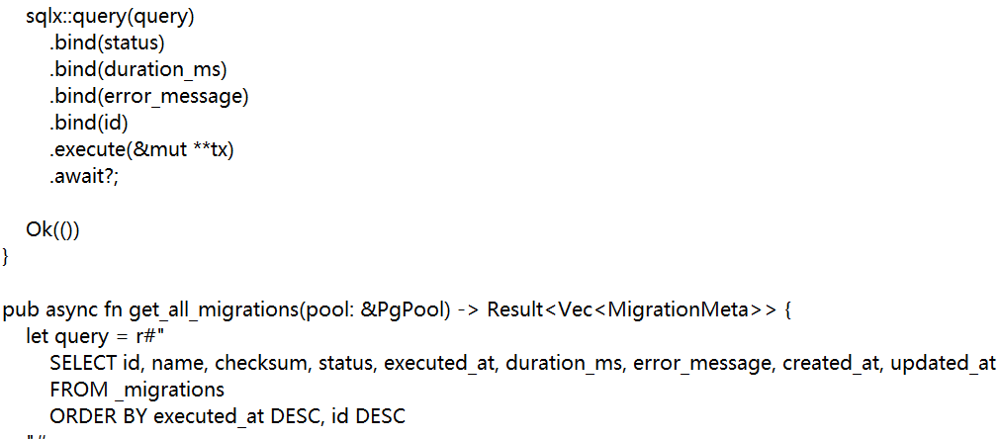 sqlx::query(query)
.bind(status)
.bind(duration_ms)
.bind(error_message)
.bind(id)
.execute(&mut **tx)
.await?;
Ok(())
}
pub async fn get_all_migrations(pool: &PgPool) -> Result<Vec<MigrationMeta>> {
let query = r#"
SELECT id, name, checksum, status, executed_at, duration_ms, error_message, created_at, updated_at
FROM _migrations
ORDER BY executed_at DESC, id DESC
"#